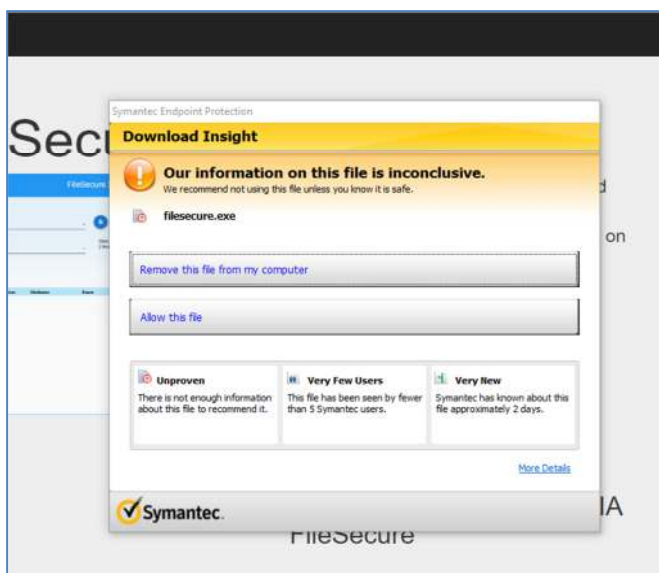 Symantec Endpoint Protection
Download Insight
Secu
Our information on this file is inconclusive.
We recommend not using this file unless you know it is safe.
FileSecure
filesecure.exe
on
Remove this file from my computer
Allow this file
Unproven
There is not enough information
about this file to recommend it.
Very Few Users
This file has been seen by fewer
than 5 Symantec users.
Very New
Symantec has known about this
file approximately 2 days.
More Details
Symantec.
IA
FileSecure